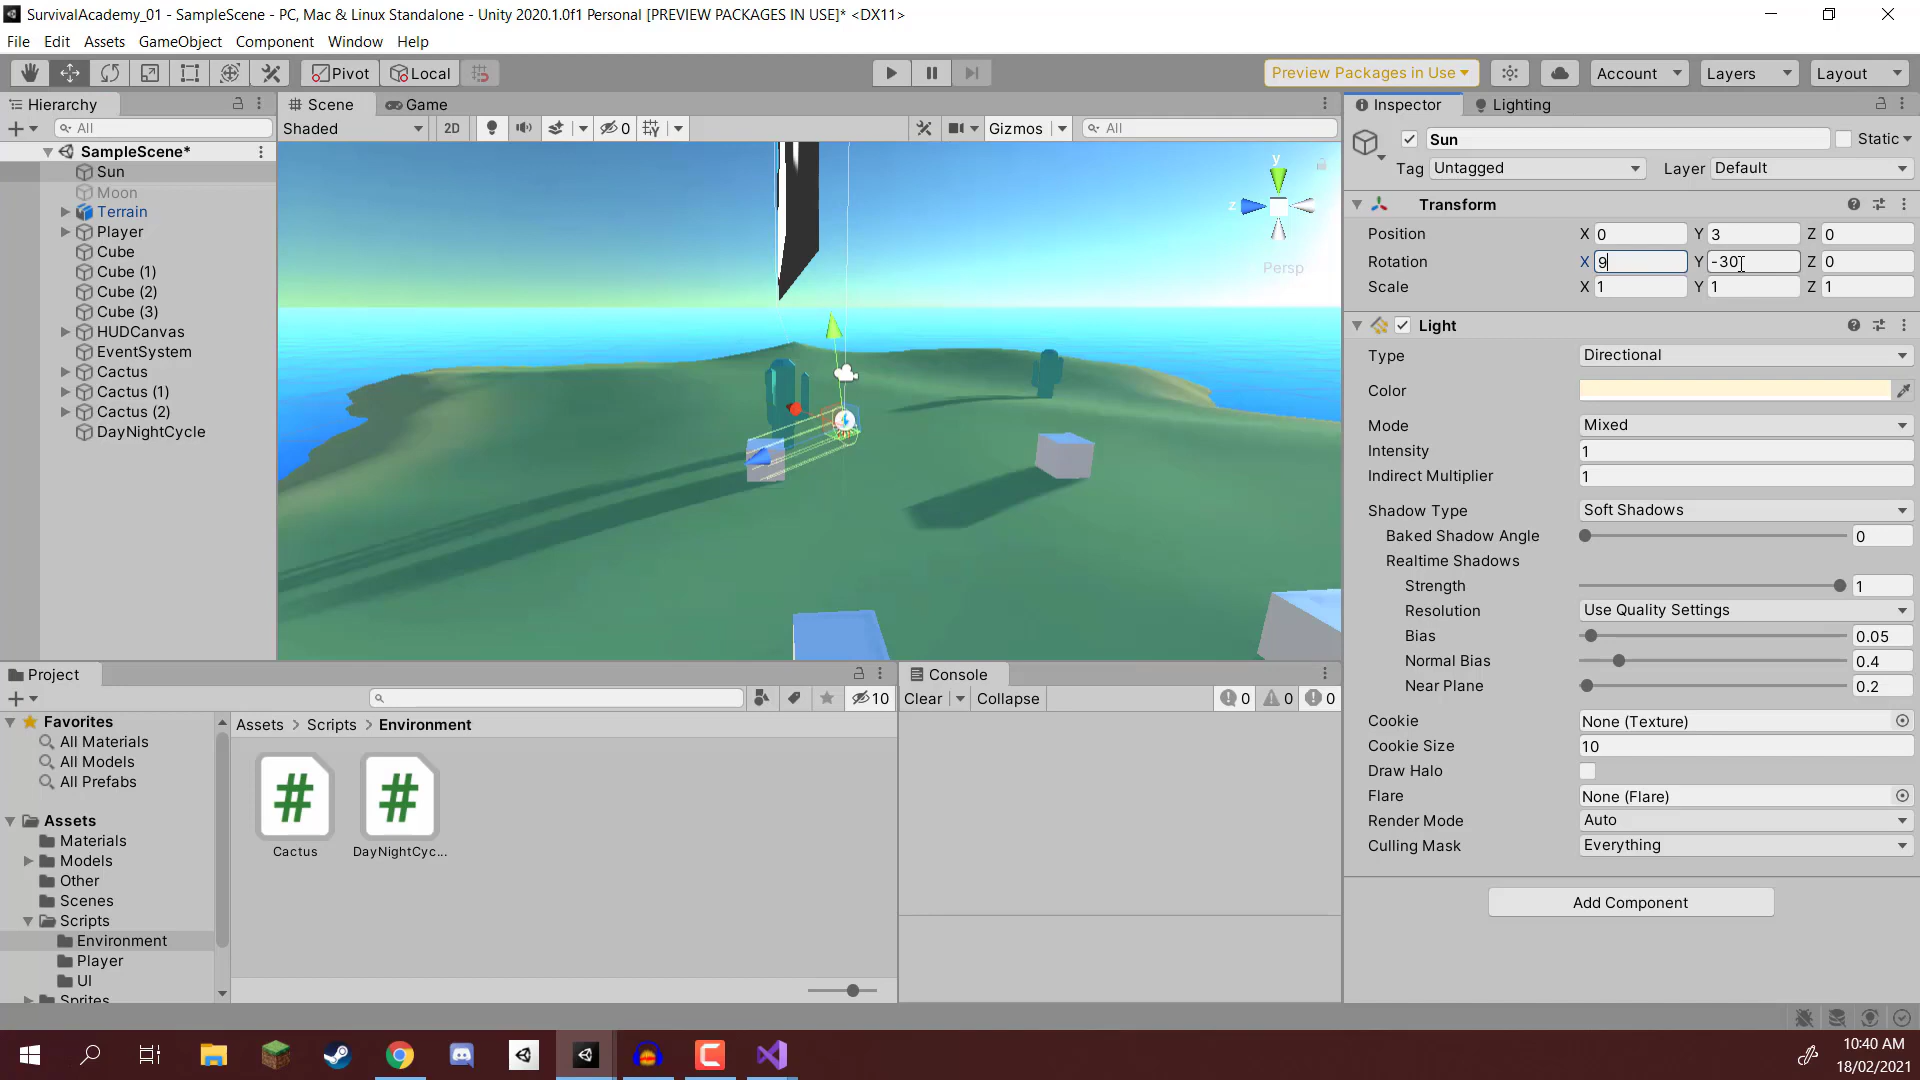 SurvivalAcademy_01 - SampleScene - PC, Mac & Linux Standalone - Unity 2020.1.0f1 Personal [PREVIEW PACKAGES IN USE]* <DX11>
File Edit Assets GameObject Component Window Help
Pivot Local Preview Packages in Use Account Layers Layout
Hierarchy
All
SampleScene*
Sun
Moon
Terrain
Player
Cube
Cube (1)
Cube (2)
Cube (3)
HUDCanvas
EventSystem
Cactus
Cactus (1)
Cactus (2)
DayNightCycle
Scene Game
Shaded 2D 0 Gizmos All
y
z
Persp
Inspector Lighting
Sun Static
Tag Untagged Layer Default
Transform
Position X 0 Y 3 Z 0
Rotation X 9 Y -30 Z 0
Scale X 1 Y 1 Z 1
Light
Type Directional
Color
Mode Mixed
Intensity 1
Indirect Multiplier 1
Shadow Type Soft Shadows
Baked Shadow Angle 0
Realtime Shadows
Strength 1
Resolution Use Quality Settings
Bias 0.05
Normal Bias 0.4
Near Plane 0.2
Cookie None (Texture)
Cookie Size 10
Draw Halo
Flare None (Flare)
Render Mode Auto
Culling Mask Everything
Add Component
Project
10
Favorites
All Materials
All Models
All Prefabs
Assets
Materials
Models
Other
Scenes
Scripts
Environment
Player
UI
Sprites
Assets > Scripts > Environment
Cactus
DayNightCyc...
Console
Clear Collapse 0 0 0
10:40 AM
18/02/2021